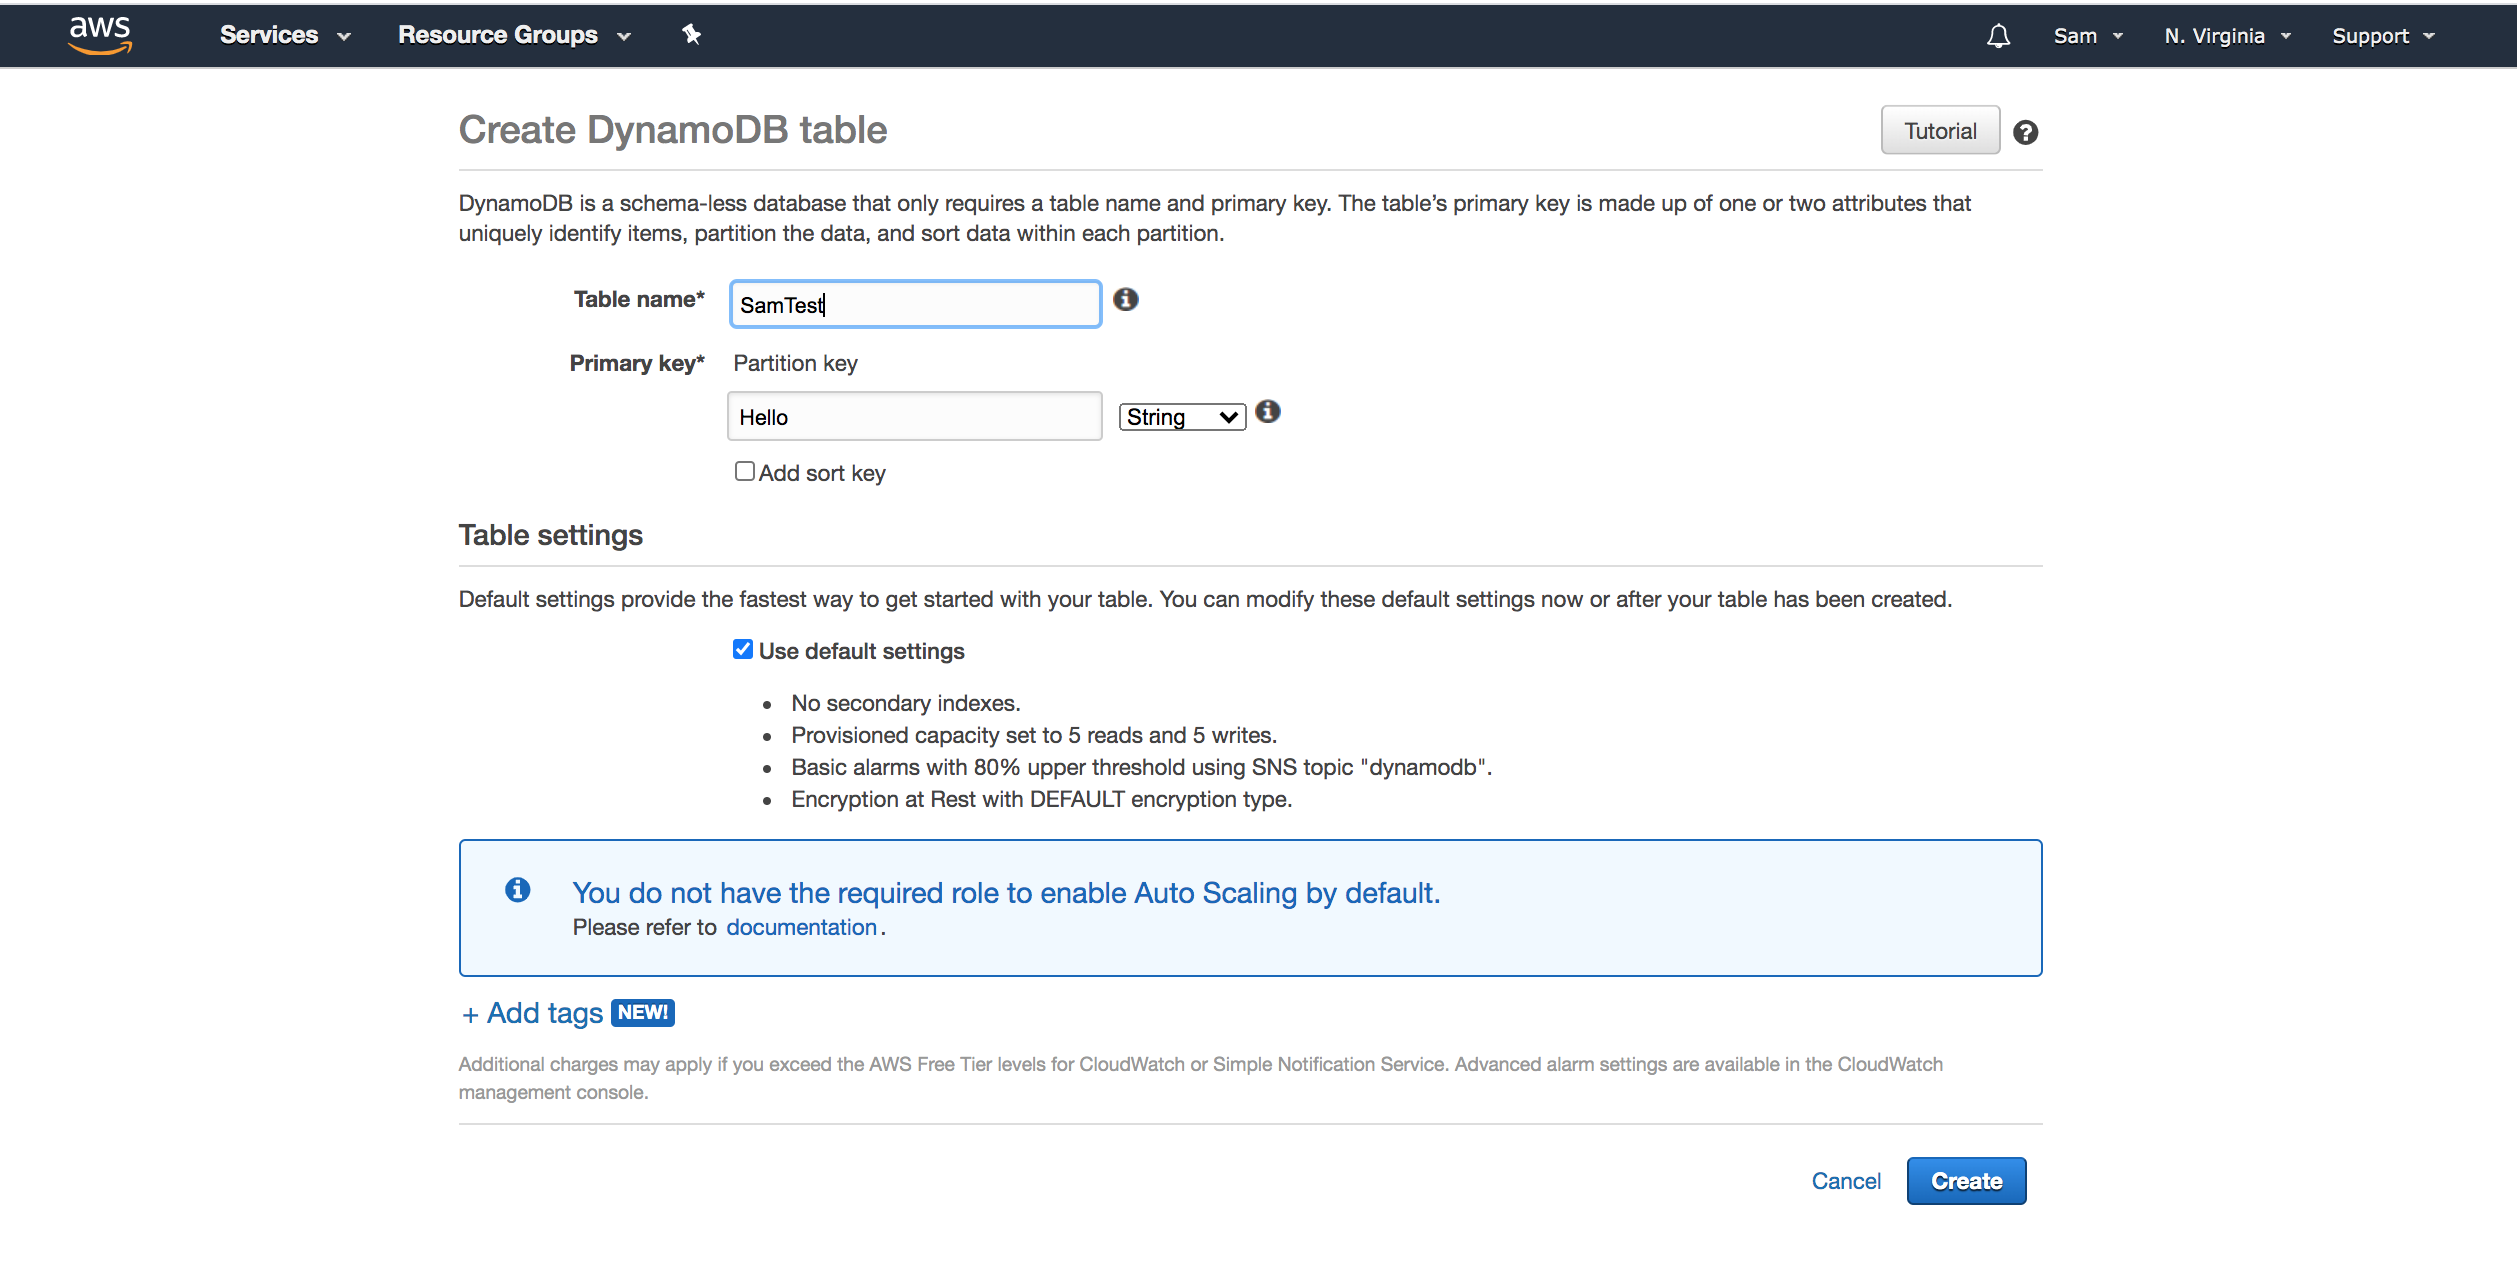 aws Services Resource Groups Sam N. Virginia Support
Create DynamoDB table Tutorial
DynamoDB is a schema-less database that only requires a table name and primary key. The table’s primary key is made up of one or two attributes that
uniquely identify items, partition the data, and sort data within each partition.
Table name* SamTest
Primary key* Partition key
Hello String
Add sort key
Table settings
Default settings provide the fastest way to get started with your table. You can modify these default settings now or after your table has been created.
Use default settings
No secondary indexes.
Provisioned capacity set to 5 reads and 5 writes.
Basic alarms with 80% upper threshold using SNS topic "dynamodb".
Encryption at Rest with DEFAULT encryption type.
You do not have the required role to enable Auto Scaling by default.
Please refer to documentation.
+ Add tags NEW!
Additional charges may apply if you exceed the AWS Free Tier levels for CloudWatch or Simple Notification Service. Advanced alarm settings are available in the CloudWatch
management console.
Cancel Create